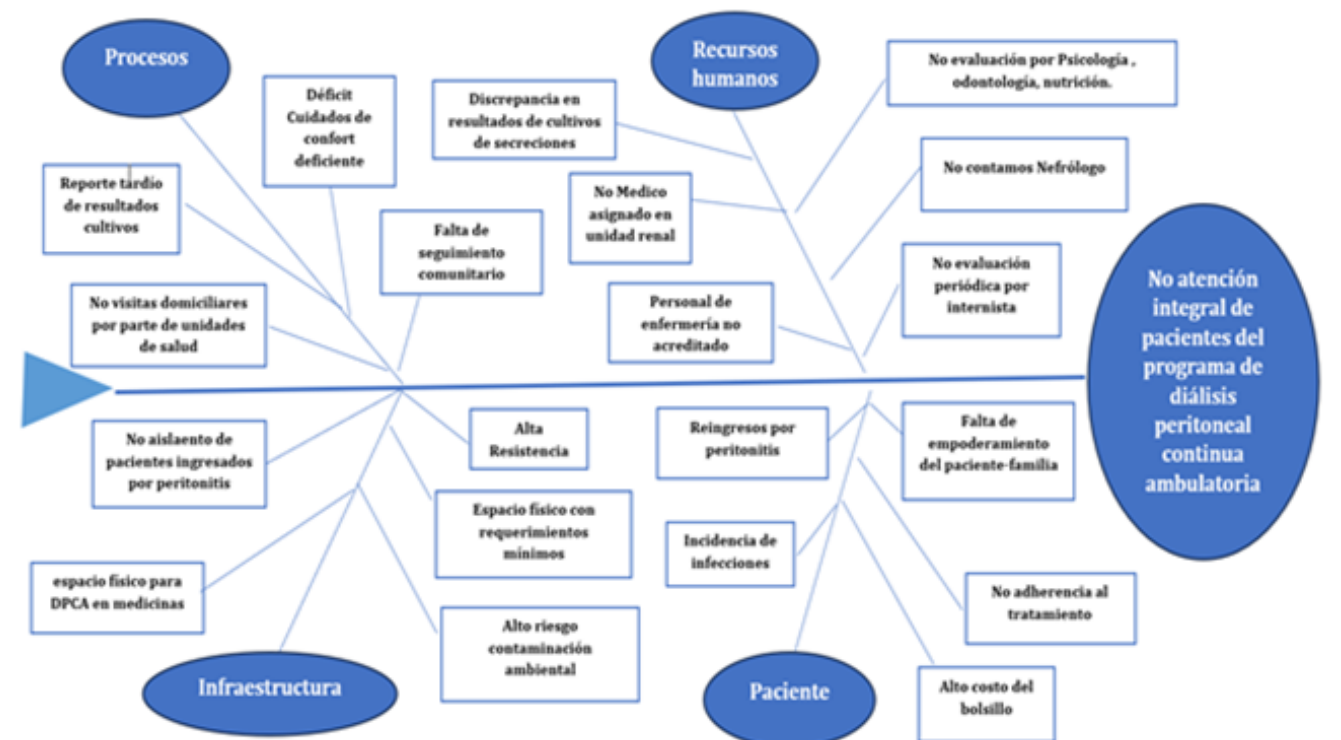 Procesos
Déficit
Cuidados de
confort
deficiente
Reporte tardío
de resultados
cultivos
Falta de
seguimiento
comunitario
No visitas domiciliares
por parte de unidades
de salud
Recursos
humanos
Discrepancia en
resultados de cultivos
de secreciones
No evaluación por Psicología ,
odontología, nutrición.
No Medico
asignado en
unidad renal
No contamos Nefrólogo
Personal de
enfermería no
acreditado
No evaluación
periódica por
internista
No atención
integral de
pacientes del
programa de
diálisis
peritoneal
continua
ambulatoria
No aislaento de
pacientes ingresados
por peritonitis
Alta
Resistencia
Espacio físico con
requerimientos
mínimos
espacio físico para
DPCA en medicinas
Alto riesgo
contaminación
ambiental
Infraestructura
Reingresos por
peritonitis
Falta de
empoderamiento
del paciente-familia
Incidencia de
infecciones
No adherencia al
tratamiento
Alto costo del
bolsillo
Paciente